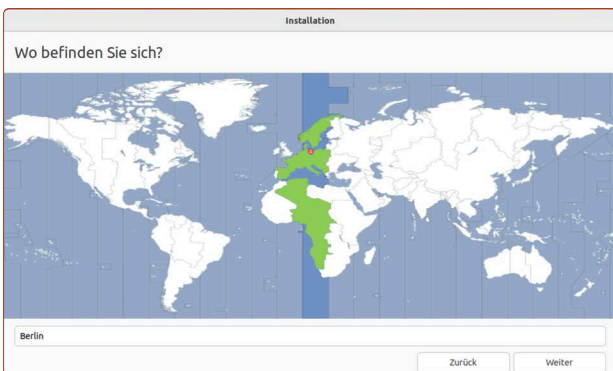 Installation
Wo befinden Sie sich?
Berlin
Zurück
Weiter